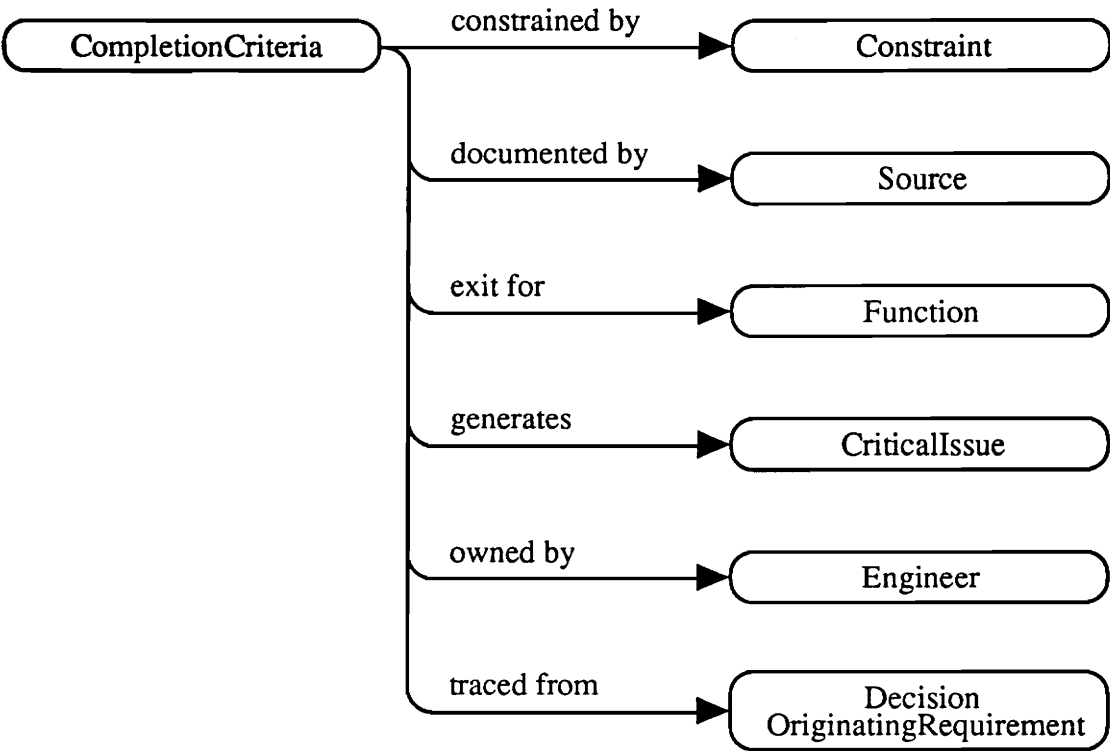 constrained by
CompletionCriteria
Constraint
documented by
Source
exit for
Function
generates
CriticalIssue
owned by
Engineer
traced from
Decision
OriginatingRequirement